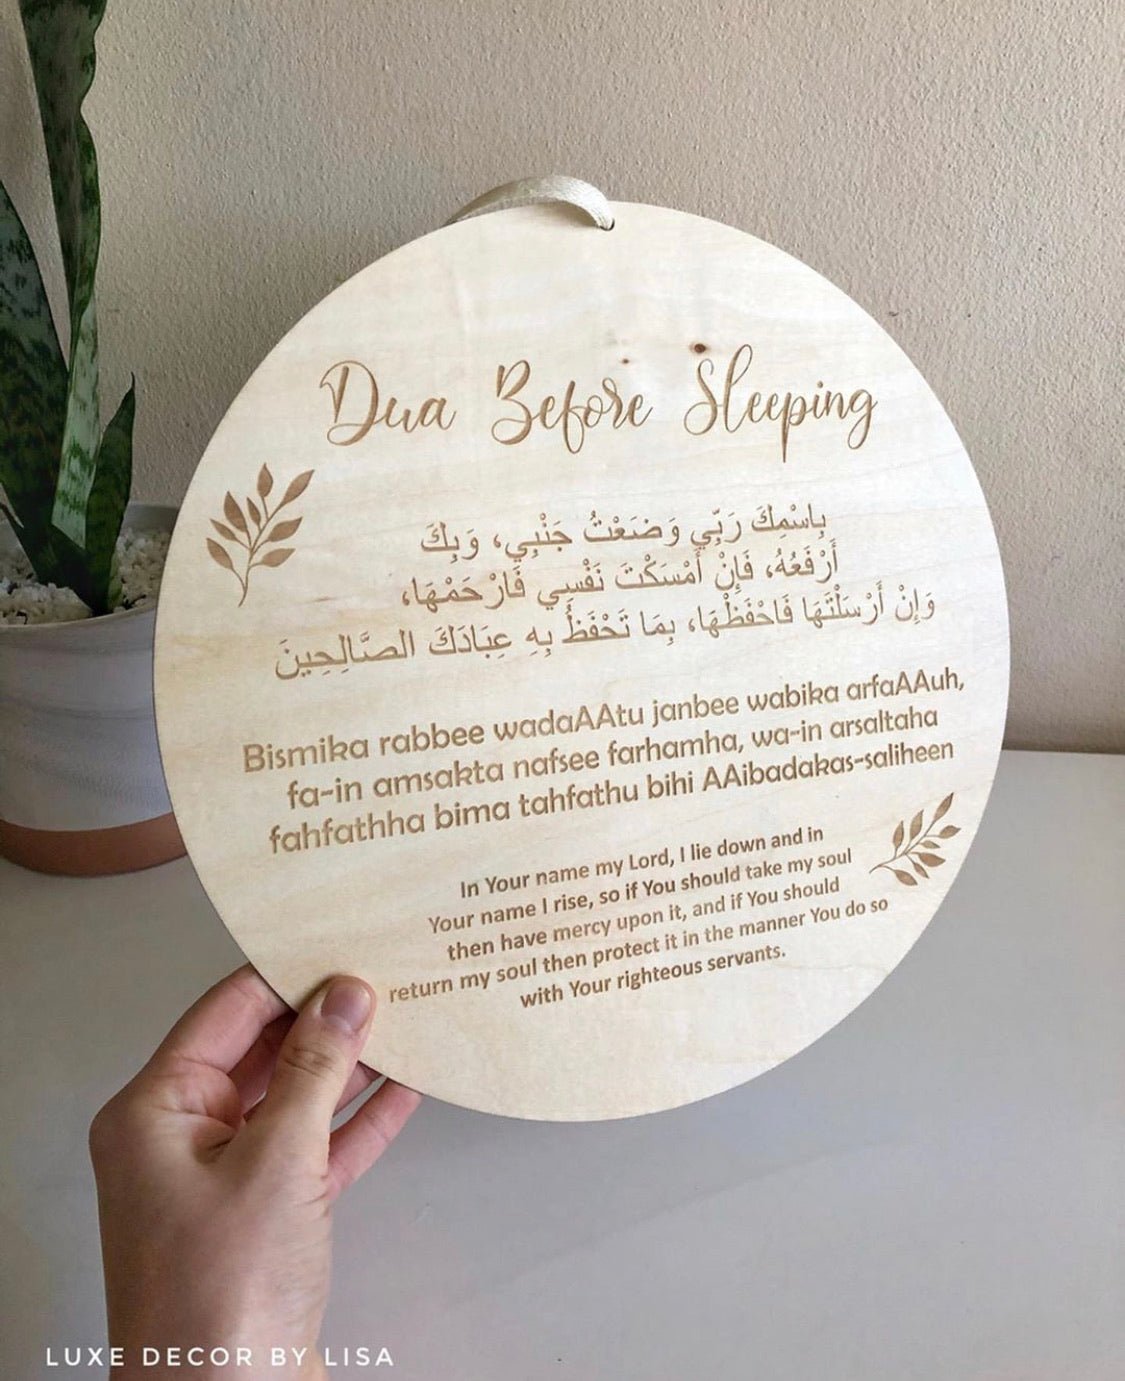 Dua Before Sleeping
بِاسْمِكَ رَبِّي وَضَعْتُ جَنْبِي، وَبِكَ
أَرْفَعُهُ، فَإِنْ أَمْسَكْتَ نَفْسِي فَارْحَمْهَا،
وَإِنْ أَرْسَلْتَهَا فَاحْفَظْهَا، بِمَا تَحْفَظُ بِهِ عِبَادَكَ الصَّالِحِينَ
Bismika rabbee wadaAAtu janbee wabika arfaAAuh,
fa-in amsakta nafsee farhamha, wa-in arsaltaha
fahfathha bima tahfathu bihi AAibadakas-saliheen
In Your name my Lord, I lie down and in
Your name I rise, so if You should take my soul
then have mercy upon it, and if You should
return my soul then protect it in the manner You do so
with Your righteous servants.
LUXE DECOR BY LISA